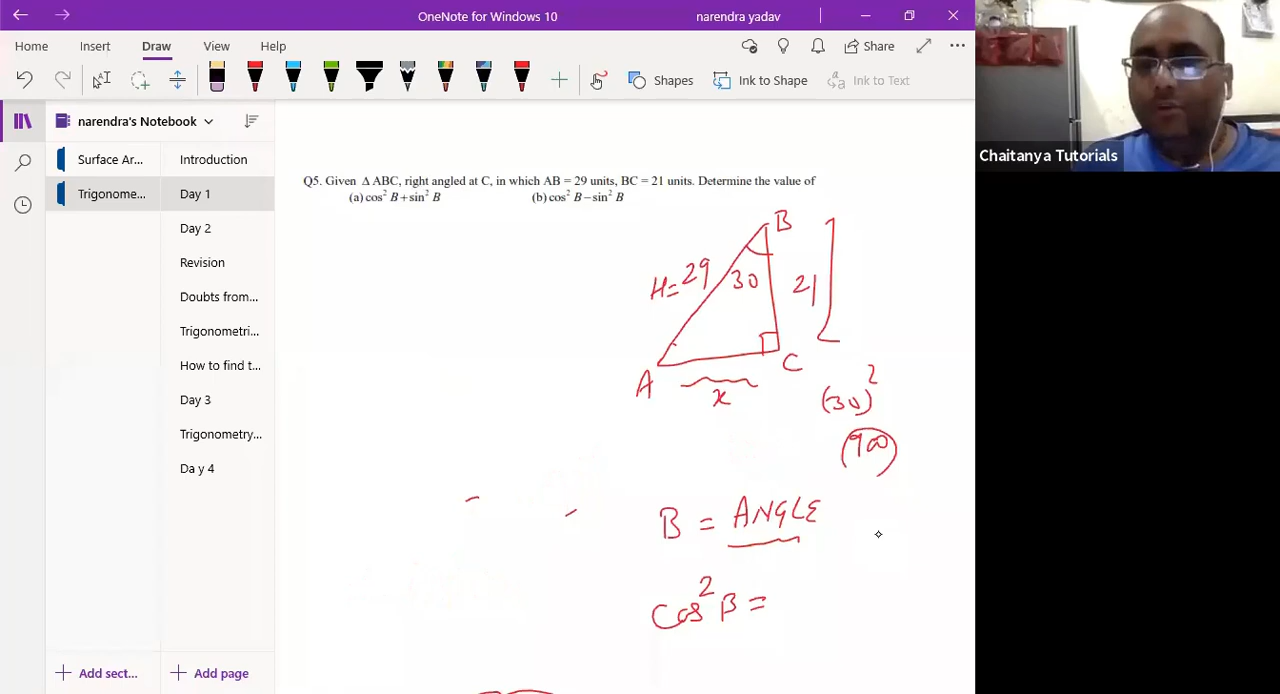 OneNote for Windows 10
narendra yadav
Home Insert Draw View Help
Share
Shapes
Ink to Shape
Ink to Text
narendra's Notebook
Surface Ar...
Trigonome...
Introduction
Day 1
Day 2
Revision
Doubts from...
Trigonometri...
How to find t...
Day 3
Trigonometry...
Da y 4
Add sect...
Add page
Chaitanya Tutorials
Q5. Given Δ ABC, right angled at C, in which AB = 29 units, BC = 21 units. Determine the value of
(a) cos² B + sin² B (b) cos² B – sin² B
B
H = 29
30
21
A
C
x
(30)²
(900)
B = ANGLE
cos² B =